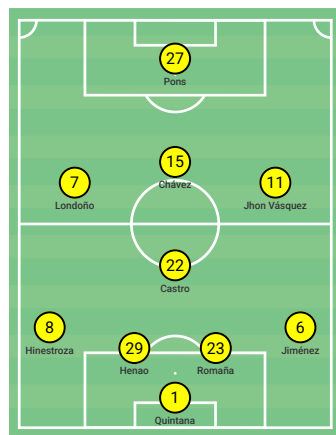 27
Pons
15
Chávez
7
Londoño
11
Jhon Vásquez
22
Castro
8
Hinestroza
6
Jiménez
29
Henao
23
Romaña
1
Quintana